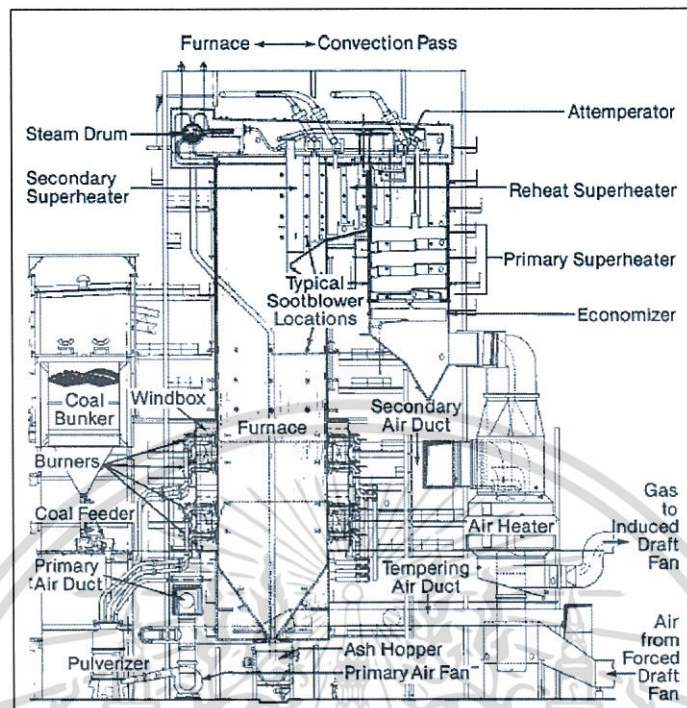 Furnace
Convection Pass
Steam Drum
Attemperator
Secondary
Superheater
Reheat Superheater
Primary Superheater
Typical
Sootblower
Locations
Economizer
Coal
Bunker
Windbox
Furnace
Secondary
Air Duct
Burners
Coal Feeder
Air Heater
Gas
to
Induced
Draft
Fan
Primary
Air Duct
Tempering
Air Duct
Pulverizer
Ash Hopper
Primary Air Fan
Air
from
Forced
Draft
Fan